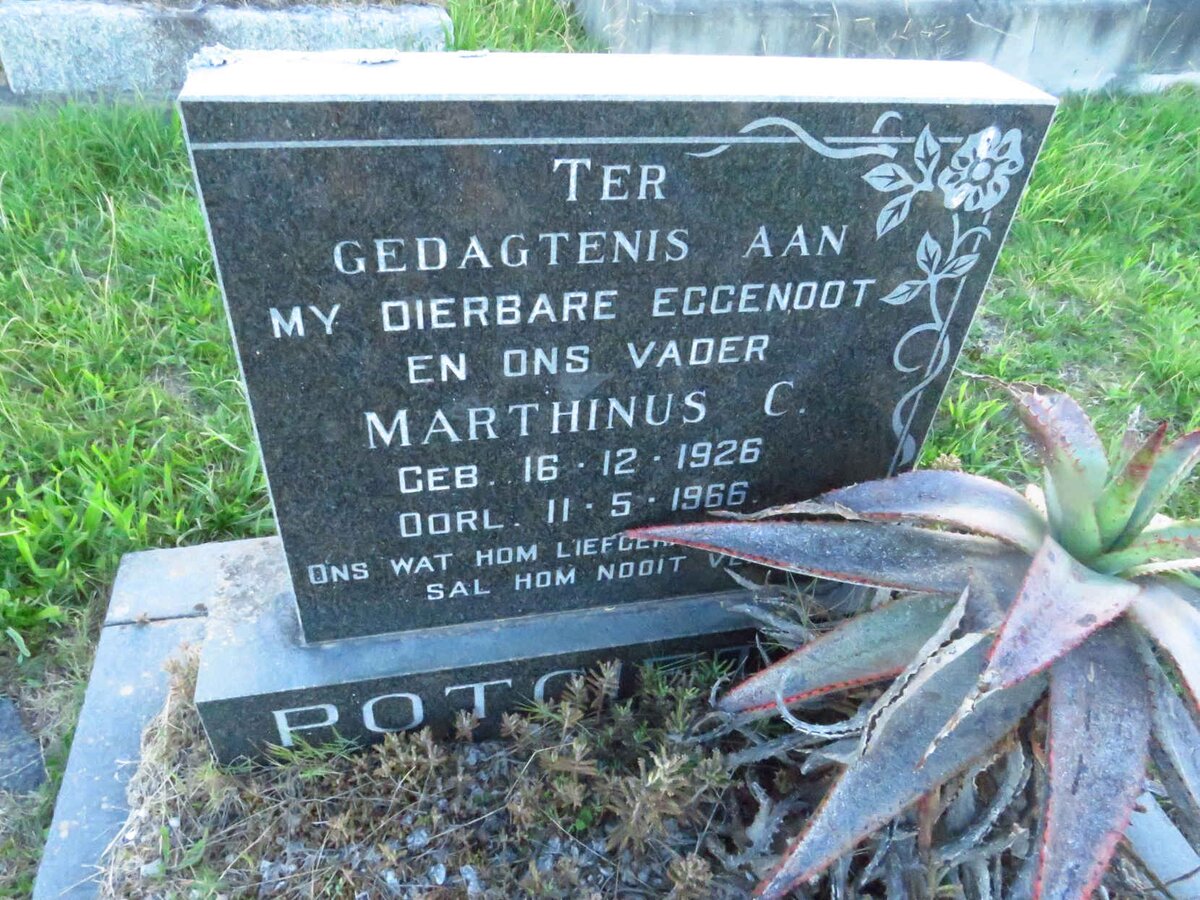 TER
GEDAGTENIS AAN
MY DIERBARE EGGENOOT
EN ONS VADER
MARTHINUS C.
GEB. 16·12·1926
OORL. 11·5·1966.
ONS WAT HOM
SAL HOM NOOIT